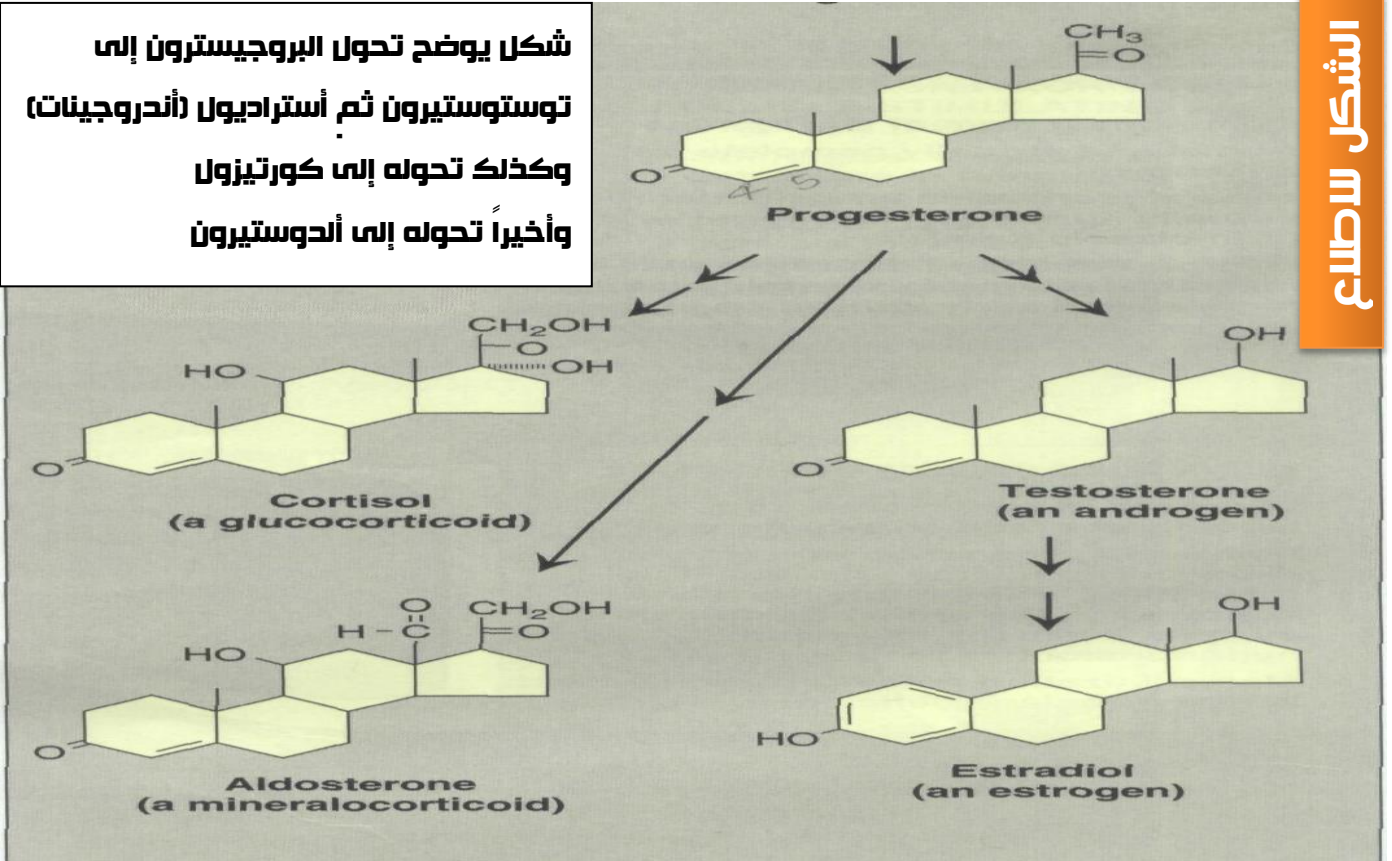 شكل يوضح تحول البروجيسترون إلى
توستوستيرون ثم أستراديول (أندروجينات)
وكذلك تحوله إلى كورتيزول
وأخيراً تحوله إلى ألدوستيرون
الشكل للاطلاع
CH₃
=O
O
4 5
Progesterone
CH₂OH
O
OH
HO
O
Cortisol
(a glucocorticoid)
OH
O
Testosterone
(an androgen)
O
H - C
CH₂OH
=O
HO
O
Aldosterone
(a mineralocorticoid)
OH
HO
Estradiol
(an estrogen)